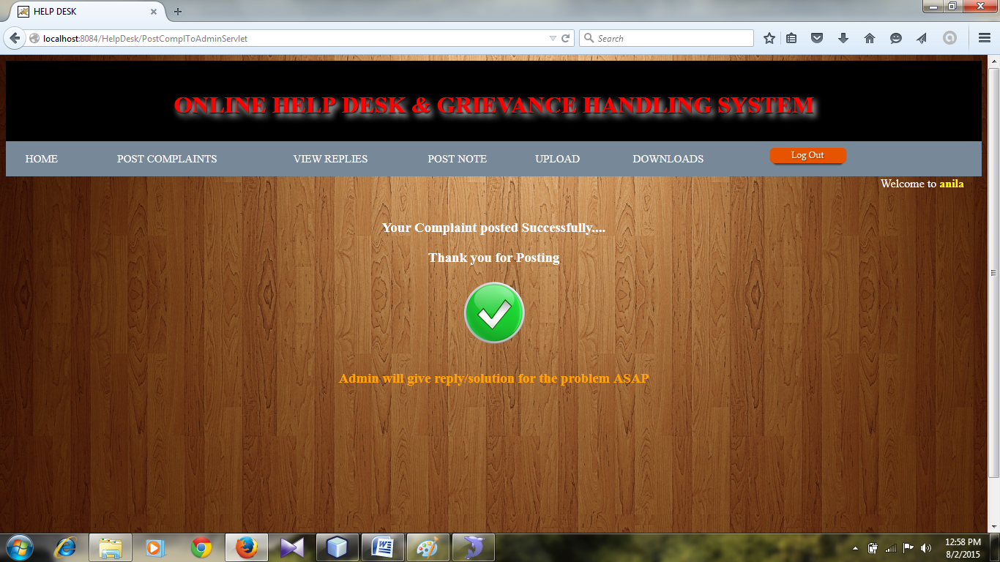 HELP DESK
localhost:8084/HelpDesk/PostComplToAdminServlet
Search
ONLINE HELP DESK & GRIEVANCE HANDLING SYSTEM
HOME POST COMPLAINTS VIEW REPLIES POST NOTE UPLOAD DOWNLOADS Log Out
Welcome to anila
Your Complaint posted Successfully....
Thank you for Posting
Admin will give reply/solution for the problem ASAP
12:58 PM
8/2/2015